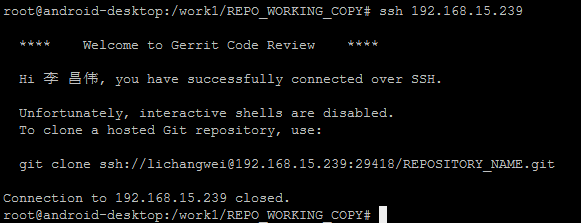 root@android-desktop:/work1/REPO_WORKING_COPY# ssh 192.168.15.239
**** Welcome to Gerrit Code Review ****
Hi 李 昌伟, you have successfully connected over SSH.
Unfortunately, interactive shells are disabled.
To clone a hosted Git repository, use:
git clone ssh://lichangwei@192.168.15.239:29418/REPOSITORY_NAME.git
Connection to 192.168.15.239 closed.
root@android-desktop:/work1/REPO_WORKING_COPY#